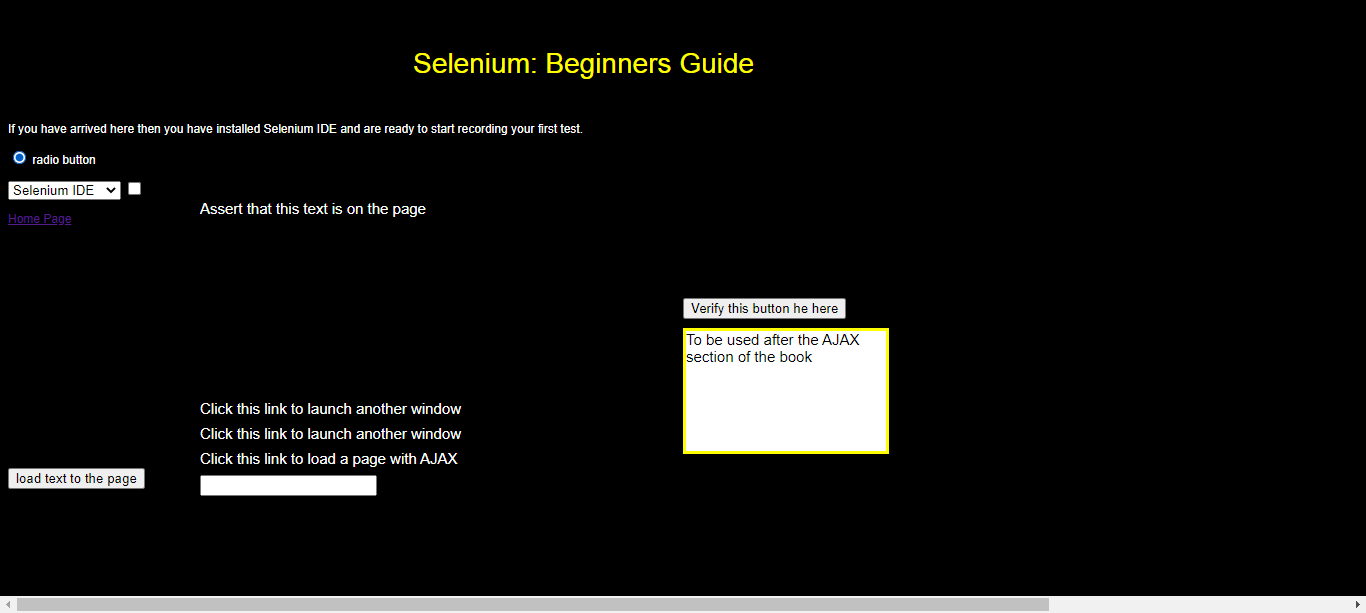 Selenium: Beginners Guide
If you have arrived here then you have installed Selenium IDE and are ready to start recording your first test.
radio button
Selenium IDE
Assert that this text is on the page
Home Page
Verify this button he here
To be used after the AJAX
section of the book
Click this link to launch another window
Click this link to launch another window
Click this link to load a page with AJAX
load text to the page